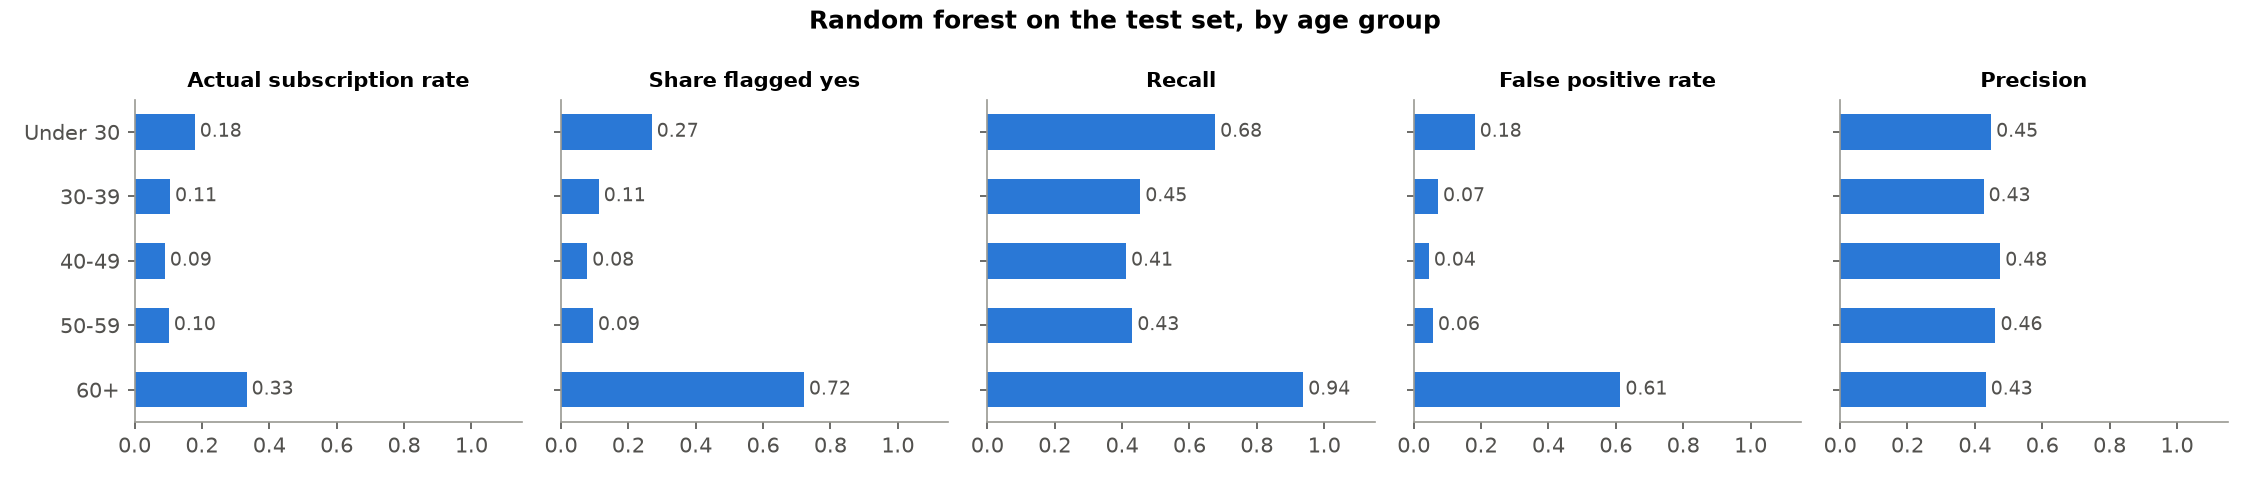 Random forest on the test set, by age group
Actual subscription rate
Share flagged yes
Recall
False positive rate
Precision
Under 30 0.18 0.27 0.68 0.18 0.45
30-39 0.11 0.11 0.45 0.07 0.43
40-49 0.09 0.08 0.41 0.04 0.48
50-59 0.10 0.09 0.43 0.06 0.46
60+ 0.33 0.72 0.94 0.61 0.43
0.0 0.2 0.4 0.6 0.8 1.0
0.0 0.2 0.4 0.6 0.8 1.0
0.0 0.2 0.4 0.6 0.8 1.0
0.0 0.2 0.4 0.6 0.8 1.0
0.0 0.2 0.4 0.6 0.8 1.0